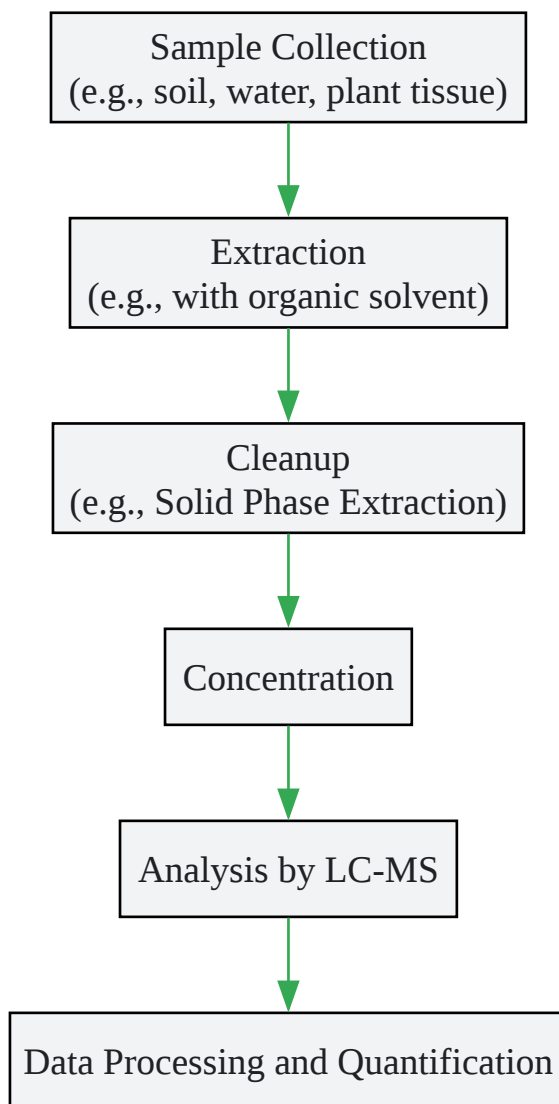 Sample Collection
(e.g., soil, water, plant tissue)
Extraction
(e.g., with organic solvent)
Cleanup
(e.g., Solid Phase Extraction)
Concentration
Analysis by LC-MS
Data Processing and Quantification